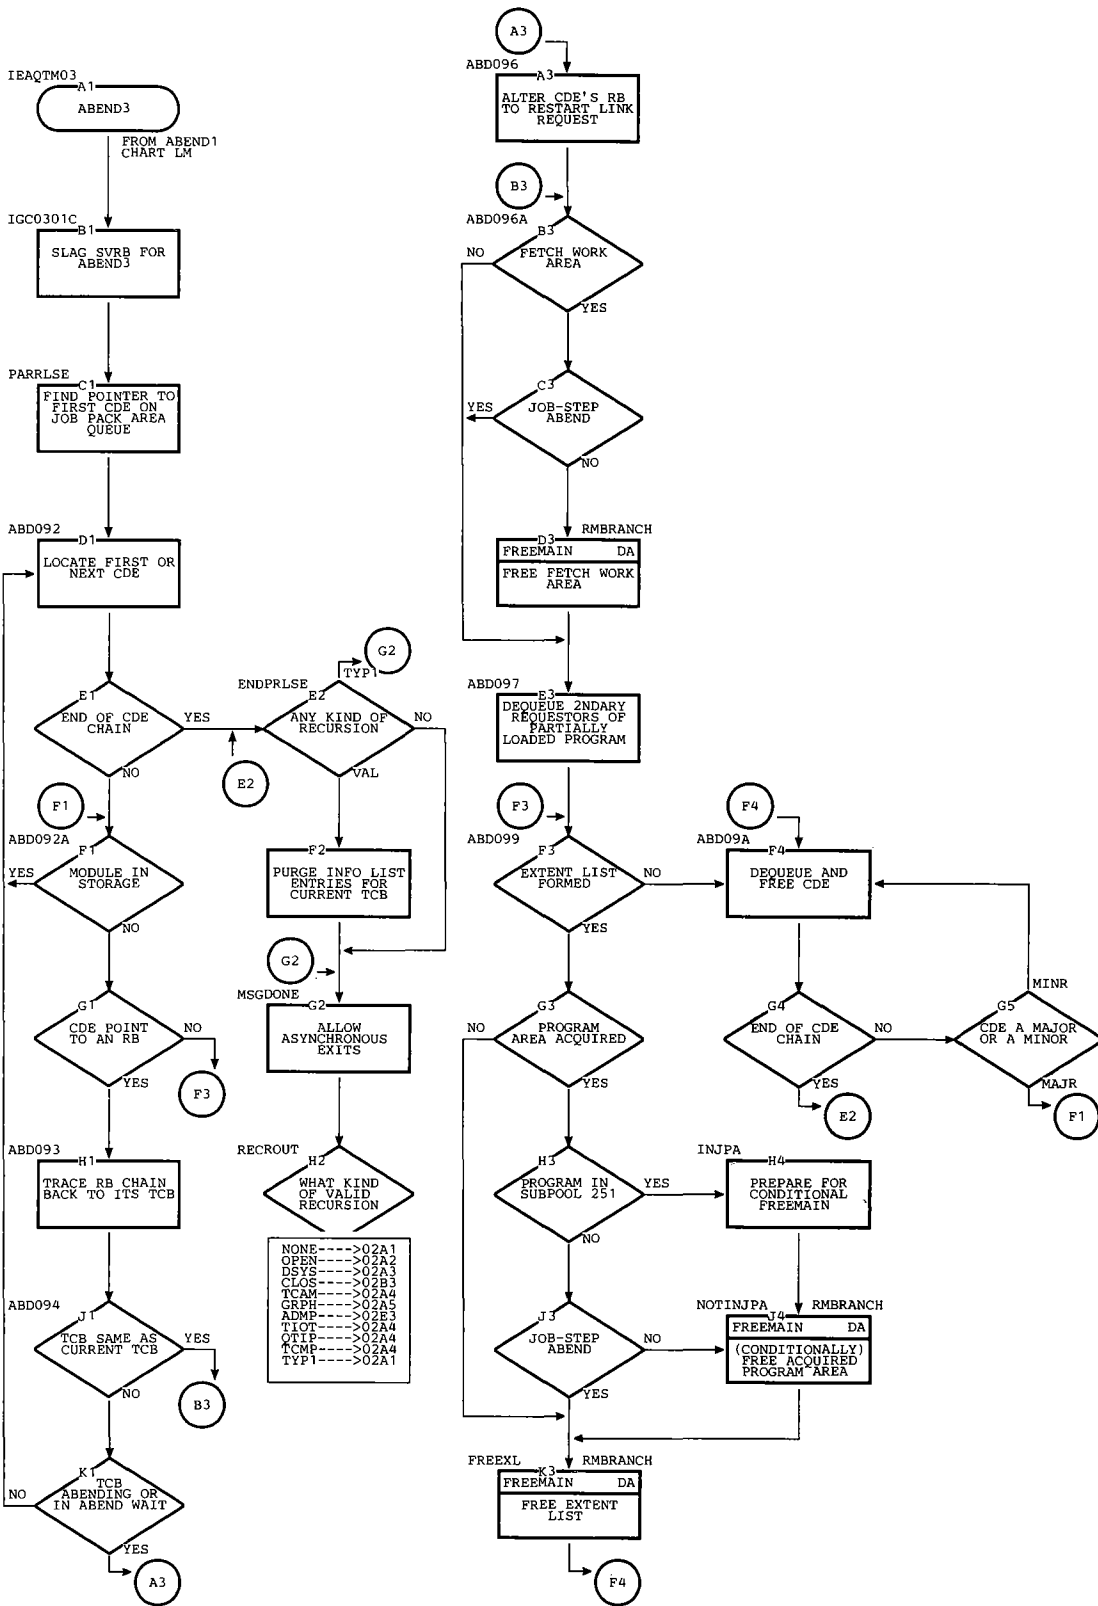 IEAQTM03
A1
ABEND3
FROM ABEND1
CHART LM
IGC0301C
B1
SLAG SVRB FOR
ABEND3
PARRLSE
C1
FIND POINTER TO
FIRST CDE ON
JOB PACK AREA
QUEUE
ABD092
D1
LOCATE FIRST OR
NEXT CDE
E1
END OF CDE
CHAIN
YES
NO
F1
ABD092A
F1
MODULE IN
STORAGE
YES
NO
G1
CDE POINT
TO AN RB
NO
YES
F3
ABD093
H1
TRACE RB CHAIN
BACK TO ITS TCB
ABD094
J1
TCB SAME AS
CURRENT TCB
YES
NO
B3
K1
TCB
ABENDING OR
IN ABEND WAIT
NO
YES
A3
G2
TYP1
ENDPRLSE
E2
ANY KIND OF
RECURSION
NO
VAL
E2
F2
PURGE INFO LIST
ENTRIES FOR
CURRENT TCB
G2
MSGDONE
G2
ALLOW
ASYNCHRONOUS
EXITS
RECROUT
H2
WHAT KIND
OF VALID
RECURSION
NONE---->02A1
OPEN---->02A2
DSYS---->02A3
CLOS---->02B3
TCAM---->02A4
GRPH---->02A5
ADMP---->02E3
TIOT---->02A4
QTIP---->02A4
TCMP---->02A4
TYP1---->02A1
A3
ABD096
A3
ALTER CDE'S RB
TO RESTART LINK
REQUEST
B3
ABD096A
B3
FETCH WORK
AREA
NO
YES
C3
JOB-STEP
ABEND
YES
NO
RMBRANCH
D3
FREEMAIN DA
FREE FETCH WORK
AREA
ABD097
E3
DEQUEUE 2NDARY
REQUESTORS OF
PARTIALLY
LOADED PROGRAM
F3
ABD099
F3
EXTENT LIST
FORMED
NO
YES
G3
PROGRAM
AREA ACQUIRED
NO
YES
H3
PROGRAM IN
SUBPOOL 251
YES
NO
J3
JOB-STEP
ABEND
NO
YES
FREEXL
RMBRANCH
K3
FREEMAIN DA
FREE EXTENT
LIST
F4
F4
ABD09A
F4
DEQUEUE AND
FREE CDE
G4
END OF CDE
CHAIN
NO
YES
E2
MINR
G5
CDE A MAJOR
OR A MINOR
MAJR
F1
INJPA
H4
PREPARE FOR
CONDITIONAL
FREEMAIN
NOTINJPA
RMBRANCH
J4
FREEMAIN DA
(CONDITIONALLY)
FREE ACQUIRED
PROGRAM AREA